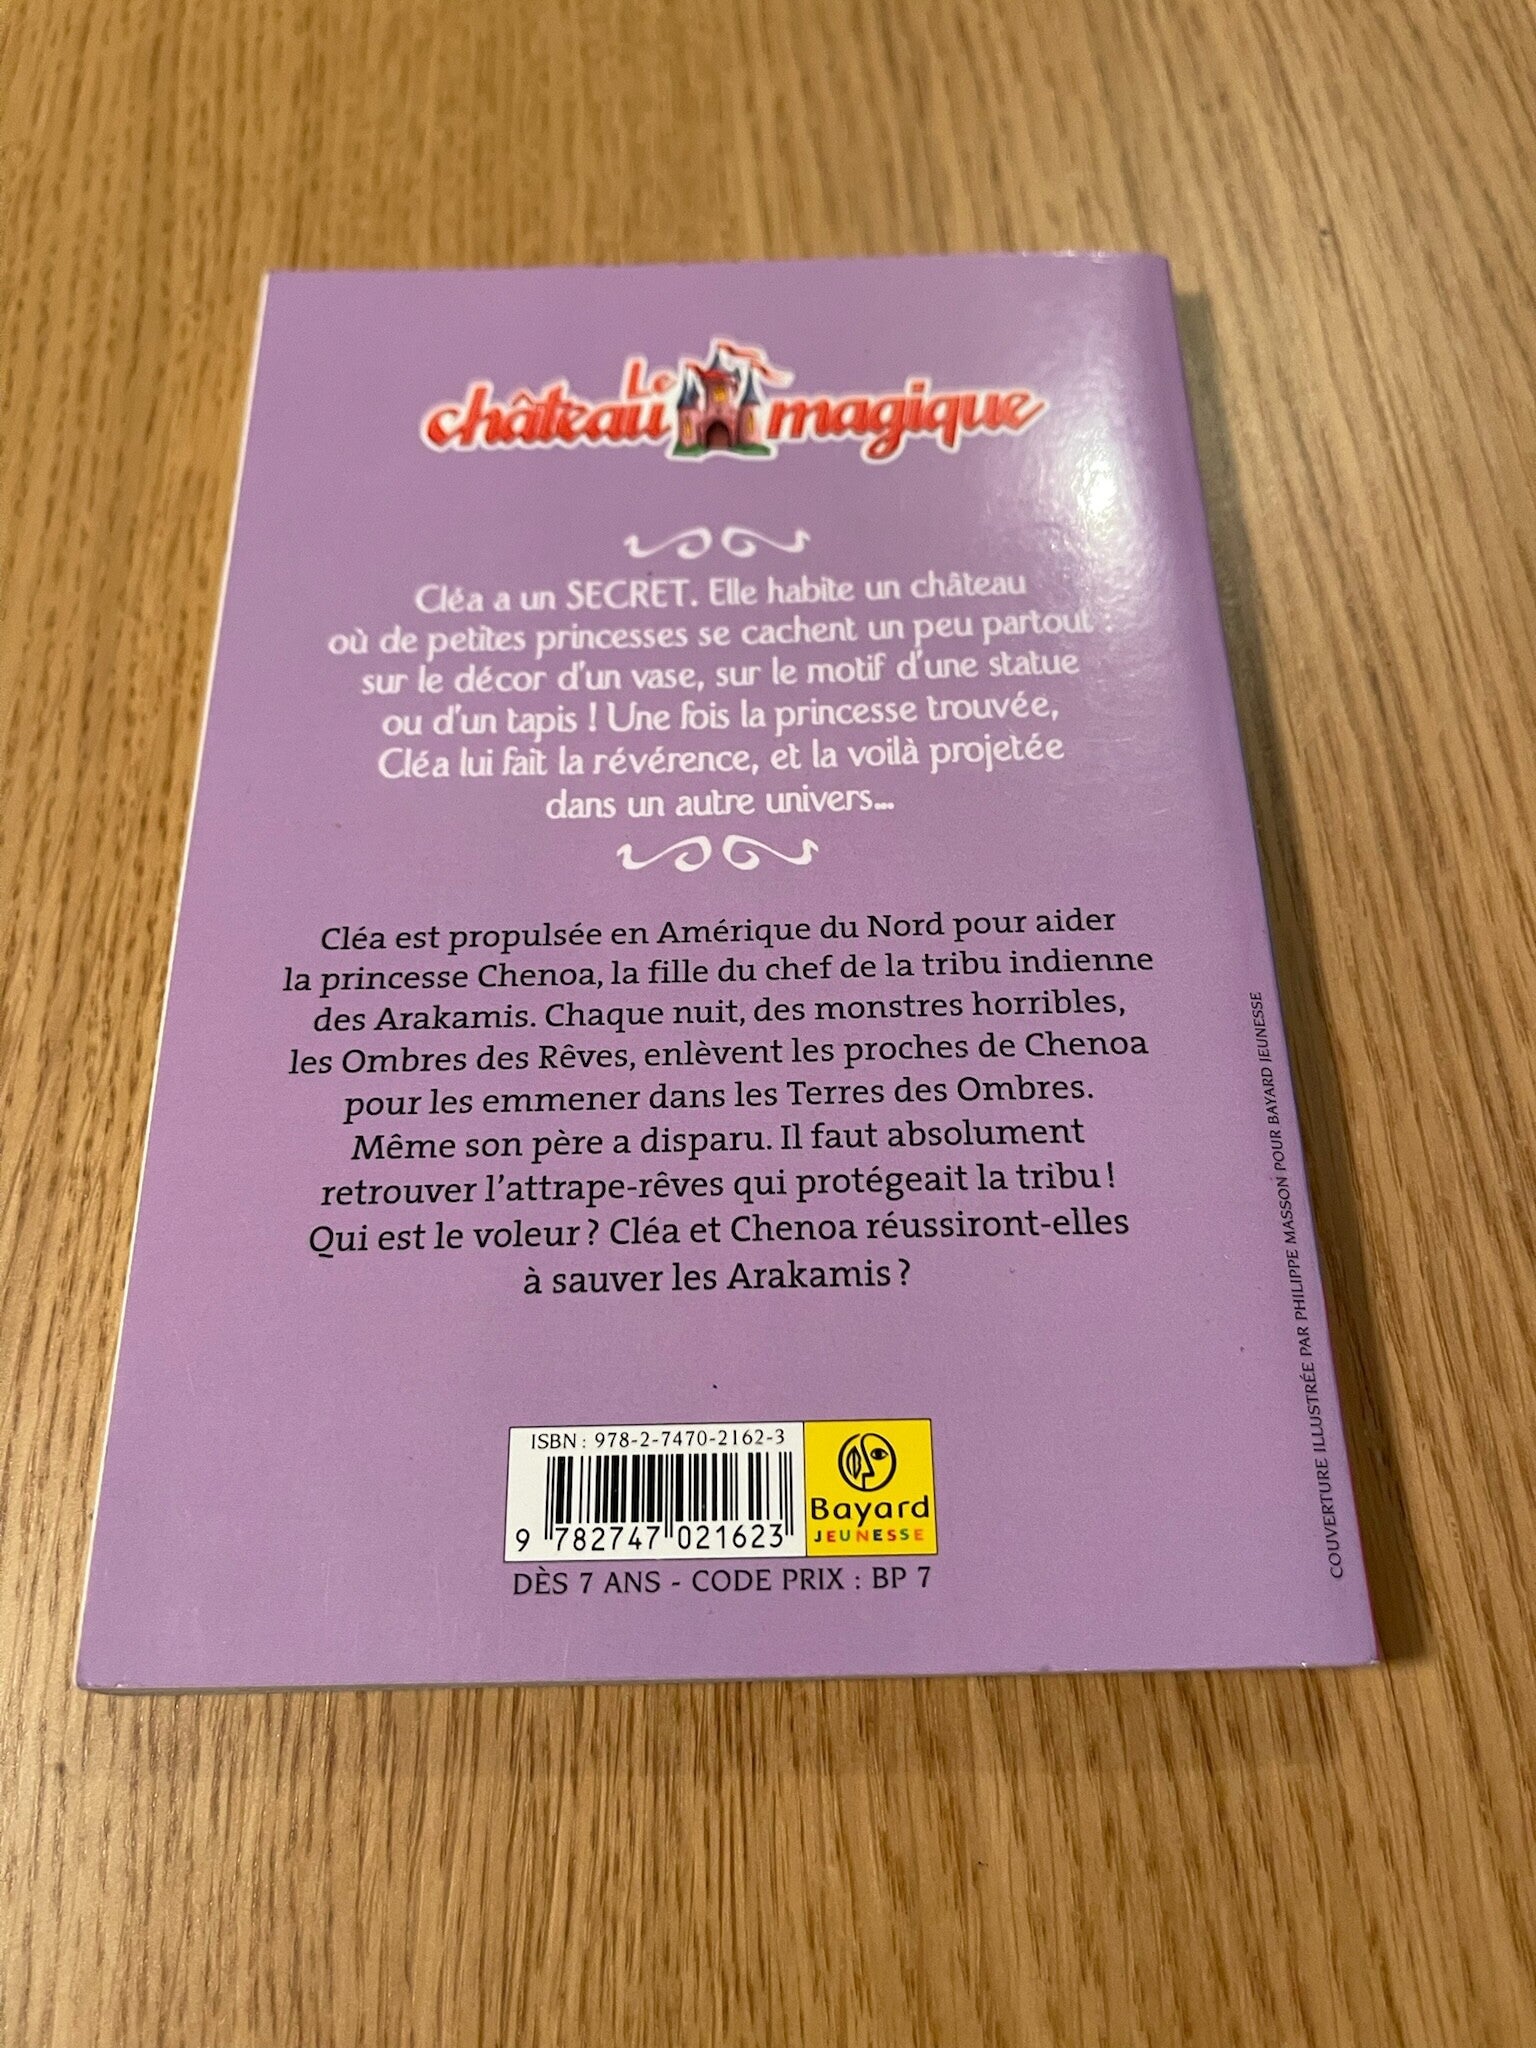 Le
château magique
Cléa a un SECRET. Elle habite un château
où de petites princesses se cachent un peu partout :
sur le décor d'un vase, sur le motif d'une statue
ou d'un tapis ! Une fois la princesse trouvée,
Cléa lui fait la révérence, et la voilà projetée
dans un autre univers...
Cléa est propulsée en Amérique du Nord pour aider
la princesse Chenoa, la fille du chef de la tribu indienne
des Arakamis. Chaque nuit, des monstres horribles,
les Ombres des Rêves, enlèvent les proches de Chenoa
pour les emmener dans les Terres des Ombres.
Même son père a disparu. Il faut absolument
retrouver l'attrape-rêves qui protégeait la tribu !
Qui est le voleur ? Cléa et Chenoa réussiront-elles
à sauver les Arakamis ?
ISBN : 978-2-7470-2162-3
9 782747 021623
Bayard
JEUNESSE
DÈS 7 ANS - CODE PRIX : BP 7
COUVERTURE ILLUSTRÉE PAR PHILIPPE MASSON POUR BAYARD JEUNESSE